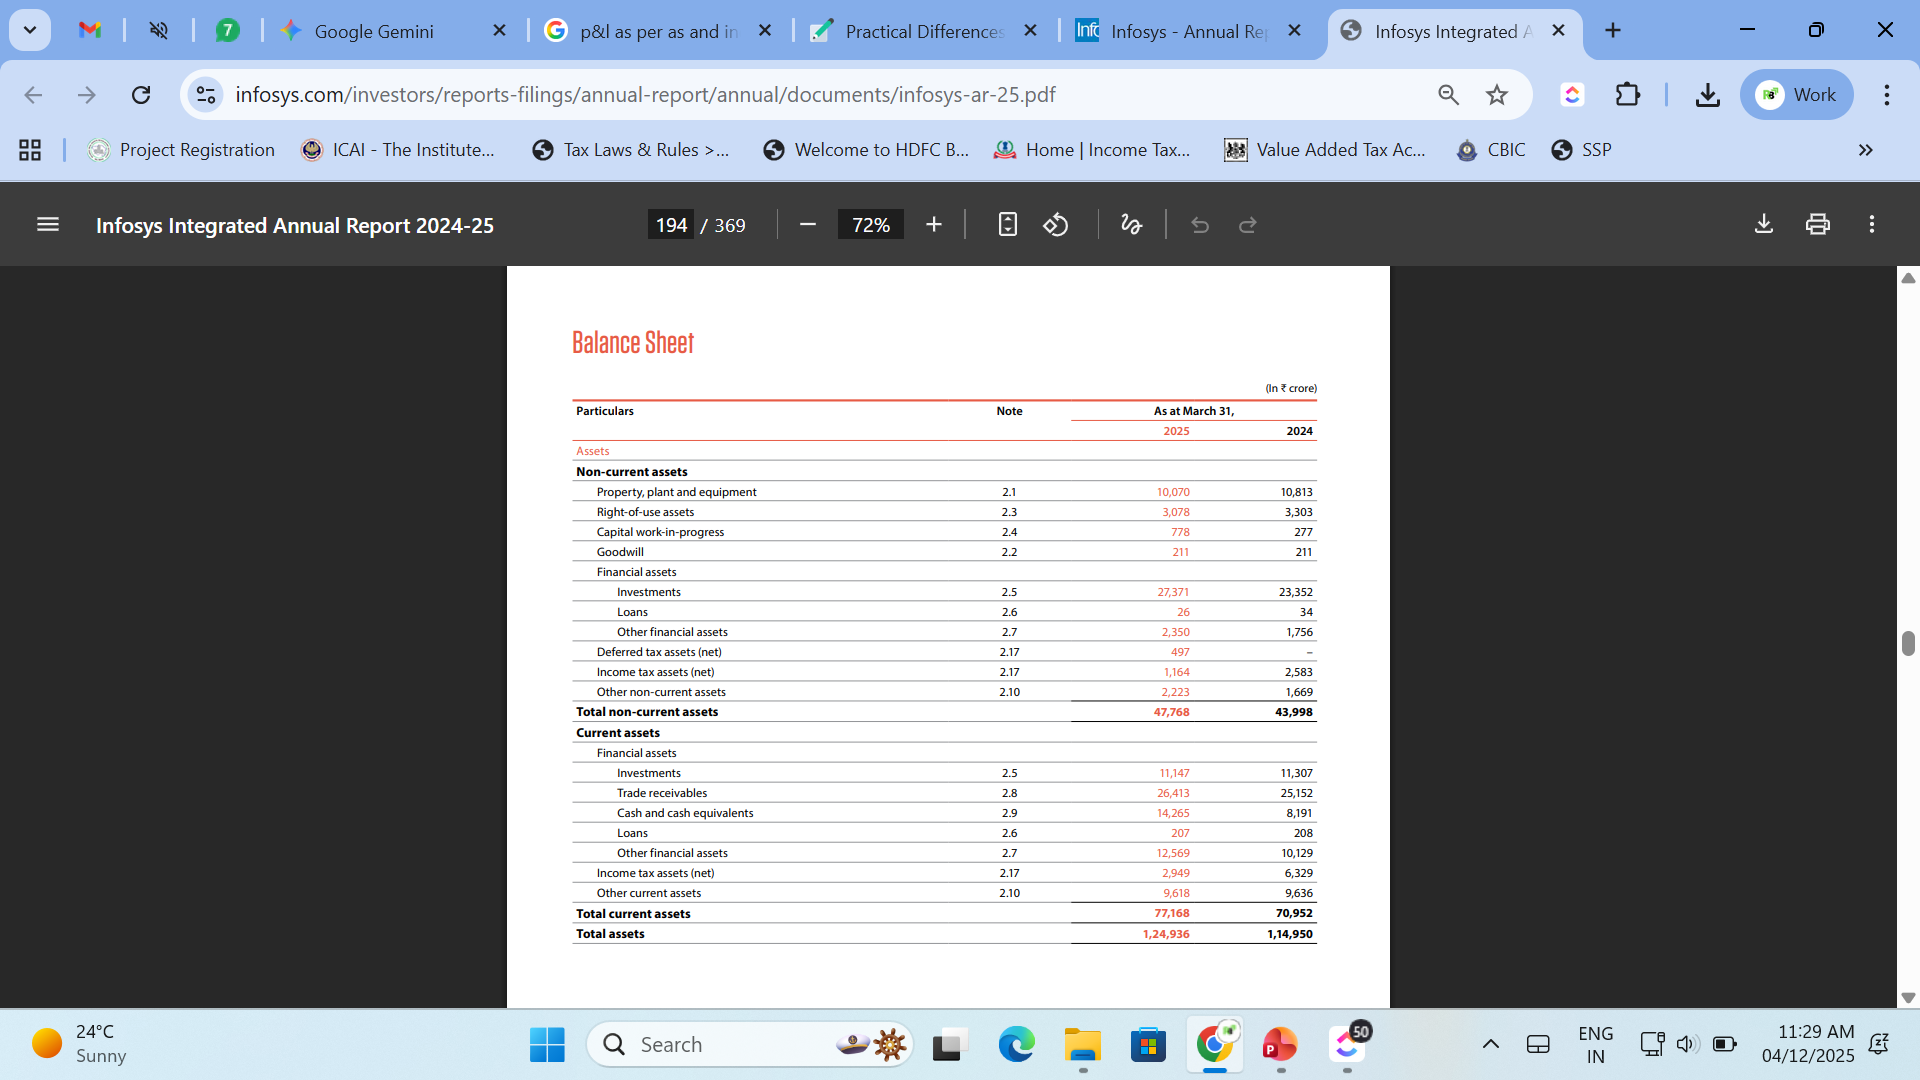 7
Google Gemini
p&l as per as and in
Practical Differences
Infosys - Annual Re
Infosys Integrated A
infosys.com/investors/reports-filings/annual-report/annual/documents/infosys-ar-25.pdf
Work
Project Registration
ICAI - The Institute...
Tax Laws & Rules >...
Welcome to HDFC B...
Home | Income Tax...
Value Added Tax Ac...
CBIC
SSP
Infosys Integrated Annual Report 2024-25
194 / 369
72%
Balance Sheet
(In ₹ crore)
Particulars Note As at March 31,
2025 2024
Assets
Non-current assets
Property, plant and equipment 2.1 10,070 10,813
Right-of-use assets 2.3 3,078 3,303
Capital work-in-progress 2.4 778 277
Goodwill 2.2 211 211
Financial assets
Investments 2.5 27,371 23,352
Loans 2.6 26 34
Other financial assets 2.7 2,350 1,756
Deferred tax assets (net) 2.17 497 –
Income tax assets (net) 2.17 1,164 2,583
Other non-current assets 2.10 2,223 1,669
Total non-current assets 47,768 43,998
Current assets
Financial assets
Investments 2.5 11,147 11,307
Trade receivables 2.8 26,413 25,152
Cash and cash equivalents 2.9 14,265 8,191
Loans 2.6 207 208
Other financial assets 2.7 12,569 10,129
Income tax assets (net) 2.17 2,949 6,329
Other current assets 2.10 9,618 9,636
Total current assets 77,168 70,952
Total assets 1,24,936 1,14,950
24°C
Sunny
Search
50
ENG
IN
11:29 AM
04/12/2025